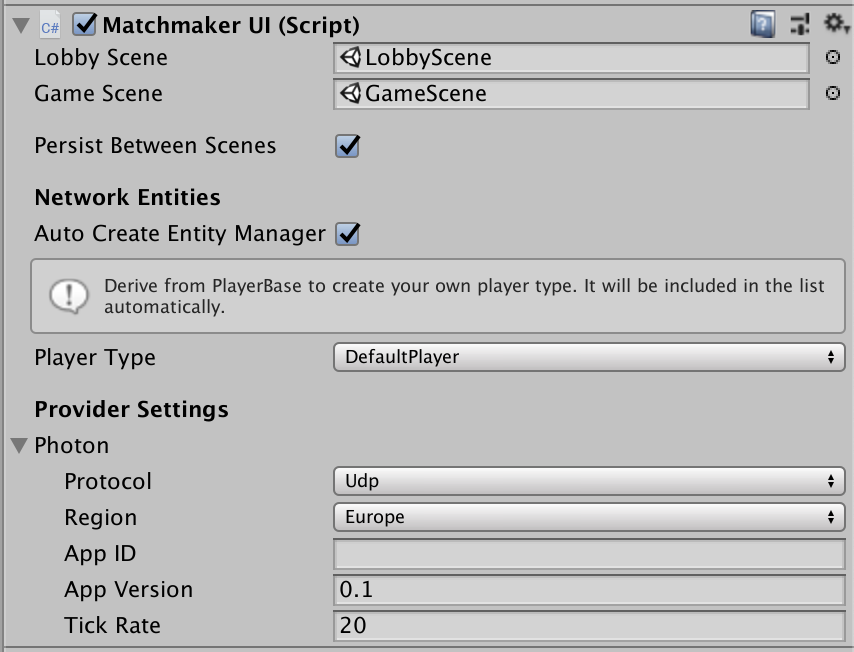 C# Matchmaker UI (Script)
Lobby Scene LobbyScene
Game Scene GameScene
Persist Between Scenes
Network Entities
Auto Create Entity Manager
Derive from PlayerBase to create your own player type. It will be included in the list
automatically.
Player Type DefaultPlayer
Provider Settings
Photon
Protocol Udp
Region Europe
App ID
App Version 0.1
Tick Rate 20